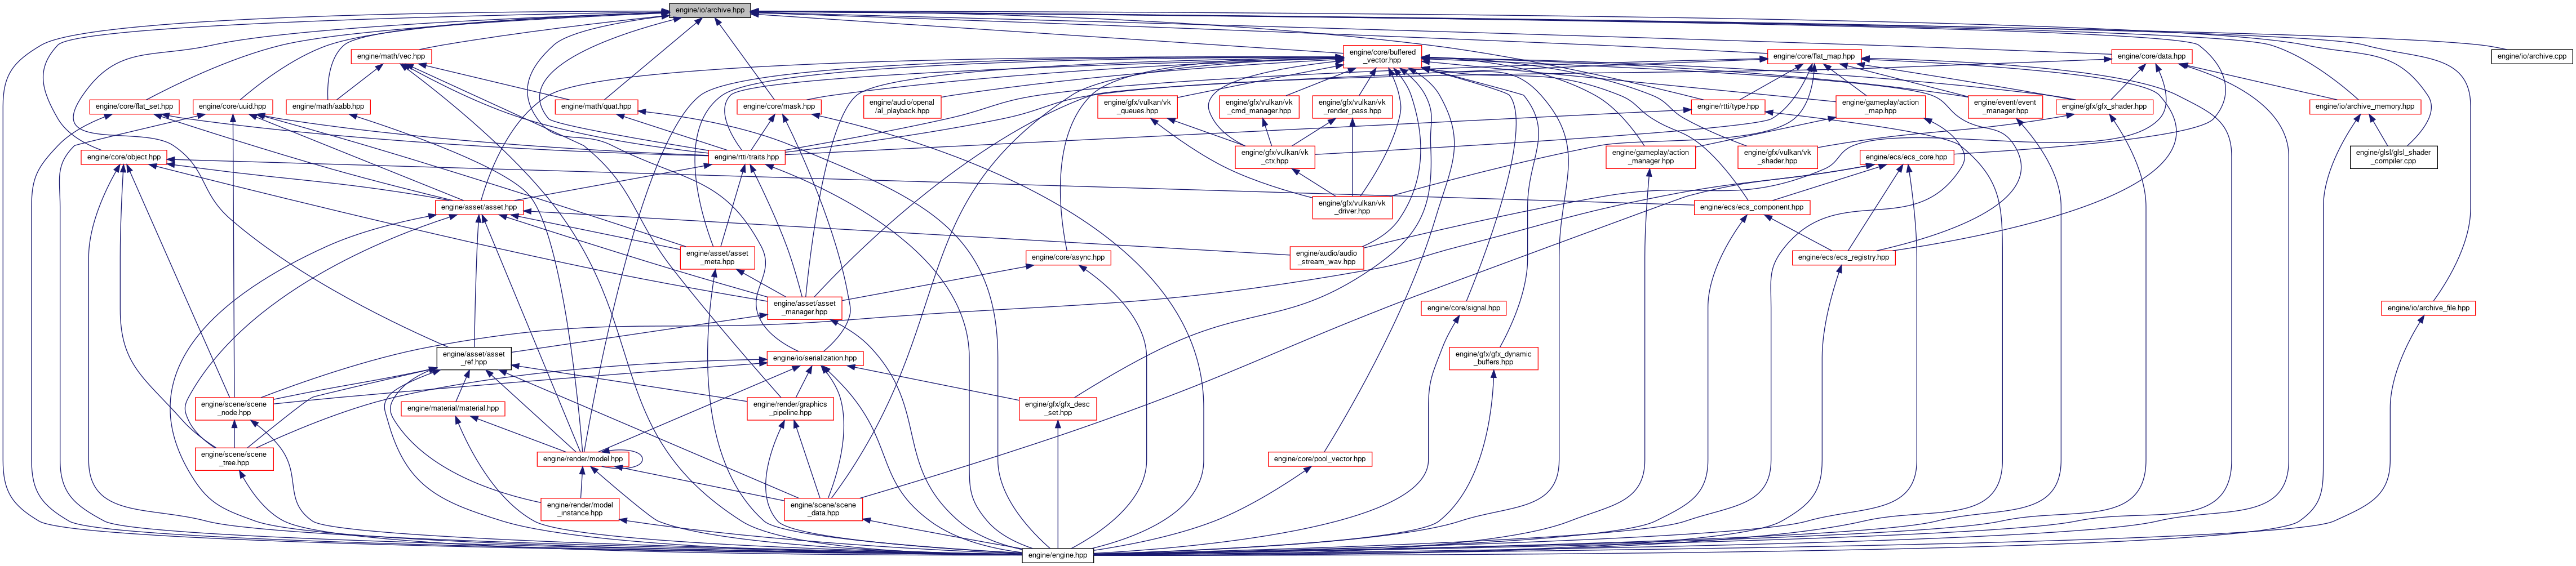 engine/io/archive.hpp
engine/math/vec.hpp
engine/core/buffered
_vector.hpp
engine/core/flat_map.hpp
engine/core/data.hpp
engine/io/archive.cpp
engine/core/flat_set.hpp
engine/core/uuid.hpp
engine/math/aabb.hpp
engine/math/quat.hpp
engine/core/mask.hpp
engine/audio/openal
/al_playback.hpp
engine/gfx/vulkan/vk
_queues.hpp
engine/gfx/vulkan/vk
_cmd_manager.hpp
engine/gfx/vulkan/vk
_render_pass.hpp
engine/rtti/type.hpp
engine/gameplay/action
_map.hpp
engine/event/event
_manager.hpp
engine/gfx/gfx_shader.hpp
engine/io/archive_memory.hpp
engine/core/object.hpp
engine/rtti/traits.hpp
engine/gfx/vulkan/vk
_ctx.hpp
engine/gameplay/action
_manager.hpp
engine/gfx/vulkan/vk
_shader.hpp
engine/ecs/ecs_core.hpp
engine/glsl/glsl_shader
_compiler.cpp
engine/asset/asset.hpp
engine/gfx/vulkan/vk
_driver.hpp
engine/ecs/ecs_component.hpp
engine/asset/asset
_meta.hpp
engine/core/async.hpp
engine/audio/audio
_stream_wav.hpp
engine/ecs/ecs_registry.hpp
engine/asset/asset
_manager.hpp
engine/core/signal.hpp
engine/io/archive_file.hpp
engine/asset/asset
_ref.hpp
engine/io/serialization.hpp
engine/gfx/gfx_dynamic
_buffers.hpp
engine/scene/scene
_node.hpp
engine/material/material.hpp
engine/render/graphics
_pipeline.hpp
engine/gfx/gfx_desc
_set.hpp
engine/scene/scene
_tree.hpp
engine/render/model.hpp
engine/core/pool_vector.hpp
engine/render/model
_instance.hpp
engine/scene/scene
_data.hpp
engine/engine.hpp